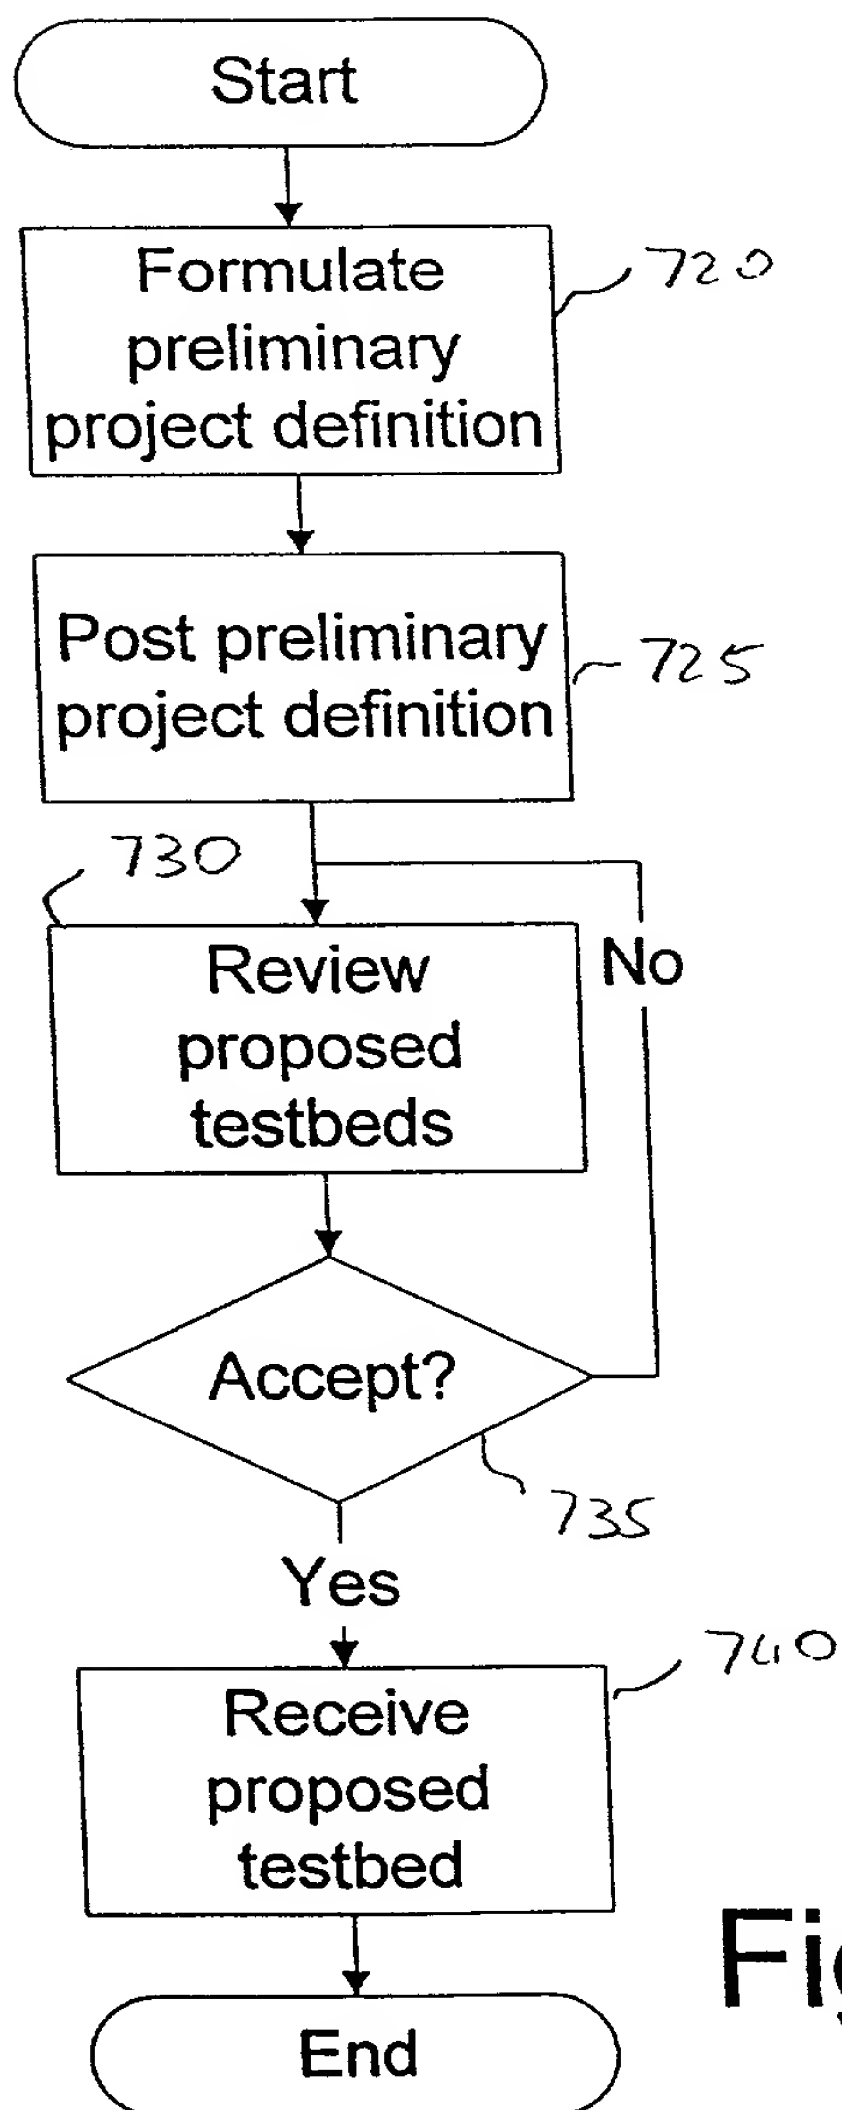 Start
Formulate
preliminary
project definition
720
Post preliminary
project definition
725
730
Review
proposed
testbeds
No
Accept?
735
Yes
Receive
proposed
testbed
740
End